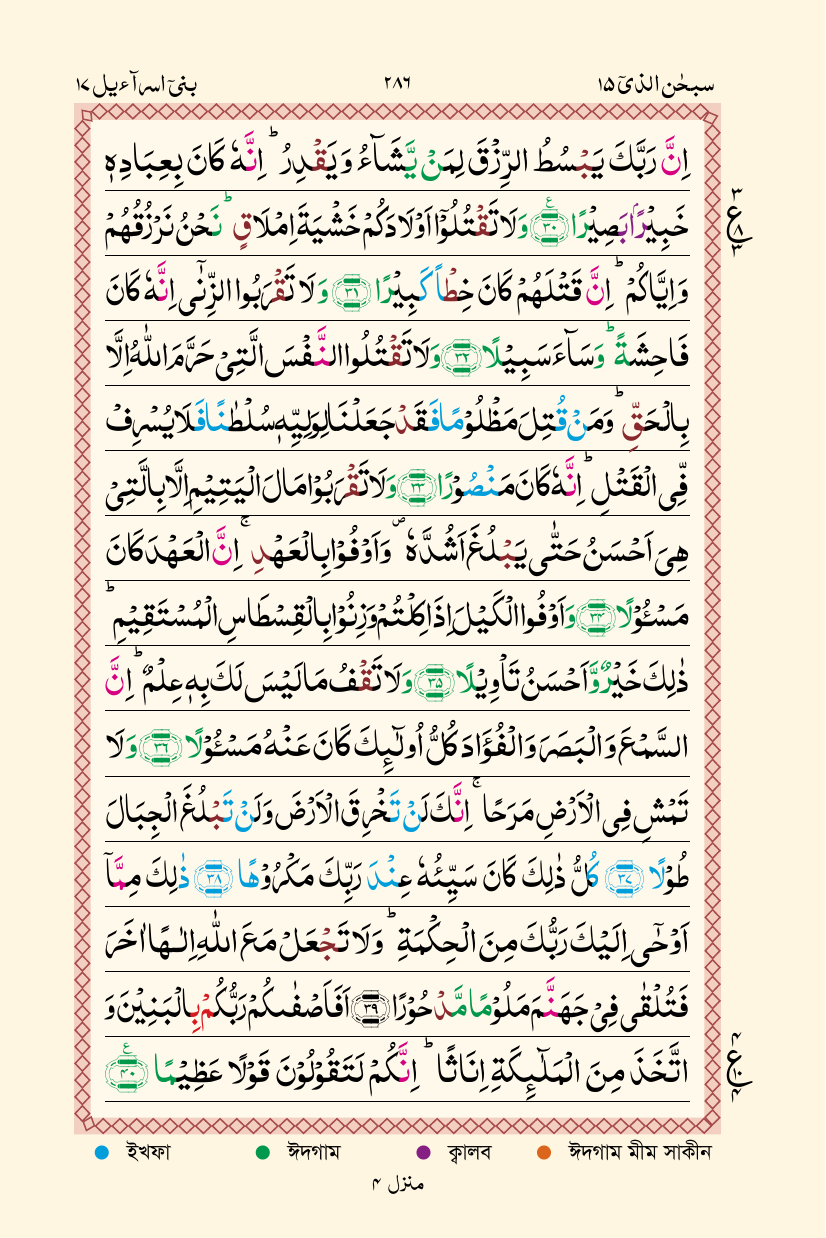 سبحٰن الذیٓ ۱۵ ۲۸۶ بنیٓ اسرآءیل ۱۷
اِنَّ رَبَّكَ يَبْسُطُ الرِّزْقَ لِمَنْ يَّشَآءُ وَيَقْدِرُ ؕ اِنَّهٗ كَانَ بِعِبَادِهٖ
خَبِيْرًۢا بَصِيْرًا ﴿۳۰﴾ ع وَلَا تَقْتُلُوْۤا اَوْلَادَكُمْ خَشْيَةَ اِمْلَاقٍ ؕ نَحْنُ نَرْزُقُهُمْ
۳ ع ۸ ۳
وَاِيَّاكُمْ ؕ اِنَّ قَتْلَهُمْ كَانَ خِطْاً كَبِيْرًا ﴿۳۱﴾ وَلَا تَقْرَبُوا الزِّنٰٓى اِنَّهٗ كَانَ
فَاحِشَةً ؕ وَسَآءَ سَبِيْلًا ﴿۳۲﴾ وَلَا تَقْتُلُوا النَّفْسَ الَّتِىْ حَرَّمَ اللّٰهُ اِلَّا
بِالْحَقِّ ؕ وَمَنْ قُتِلَ مَظْلُوْمًا فَقَدْ جَعَلْنَا لِوَلِيِّهٖ سُلْطٰنًا فَلَا يُسْرِفْ
فِّى الْقَتْلِ ؕ اِنَّهٗ كَانَ مَنْصُوْرًا ﴿۳۳﴾ وَلَا تَقْرَبُوْا مَالَ الْيَتِيْمِ اِلَّا بِالَّتِىْ
هِىَ اَحْسَنُ حَتّٰى يَبْلُغَ اَشُدَّهٗ ۪ وَاَوْفُوْا بِالْعَهْدِ ۚ اِنَّ الْعَهْدَ كَانَ
مَسْـُٔوْلًا ﴿۳۴﴾ وَاَوْفُوا الْكَيْلَ اِذَا كِلْتُمْ وَزِنُوْا بِالْقِسْطَاسِ الْمُسْتَقِيْمِ ؕ
ذٰلِكَ خَيْرٌ وَّاَحْسَنُ تَاْوِيْلًا ﴿۳۵﴾ وَلَا تَقْفُ مَا لَيْسَ لَكَ بِهٖ عِلْمٌ ؕ اِنَّ
السَّمْعَ وَالْبَصَرَ وَالْفُؤَادَ كُلُّ اُولٰٓٮِٕكَ كَانَ عَنْهُ مَسْـُٔوْلًا ﴿۳۶﴾ وَلَا
تَمْشِ فِى الْاَرْضِ مَرَحًا ۚ اِنَّكَ لَنْ تَخْرِقَ الْاَرْضَ وَلَنْ تَبْلُغَ الْجِبَالَ
طُوْلًا ﴿۳۷﴾ كُلُّ ذٰلِكَ كَانَ سَيِّئُهٗ عِنْدَ رَبِّكَ مَكْرُوْهًا ﴿۳۸﴾ ذٰلِكَ مِمَّآ
اَوْحٰٓى اِلَيْكَ رَبُّكَ مِنَ الْحِكْمَةِ ؕ وَلَا تَجْعَلْ مَعَ اللّٰهِ اِلٰـهًا اٰخَرَ
فَتُلْقٰى فِىْ جَهَنَّمَ مَلُوْمًا مَّدْحُوْرًا ﴿۳۹﴾ اَفَاَصْفٰٮكُمْ رَبُّكُمْ بِالْبَنِيْنَ وَ
اتَّخَذَ مِنَ الْمَلٰٓٮِٕكَةِ اِنَاثًا ؕ اِنَّكُمْ لَتَقُوْلُوْنَ قَوْلًا عَظِيْمًا ﴿۴۰﴾ ع
۴ ع ۱۰ ۴
ইখফা ঈদগাম ক্বালব ঈদগাম মীম সাকীন
منزل ۴